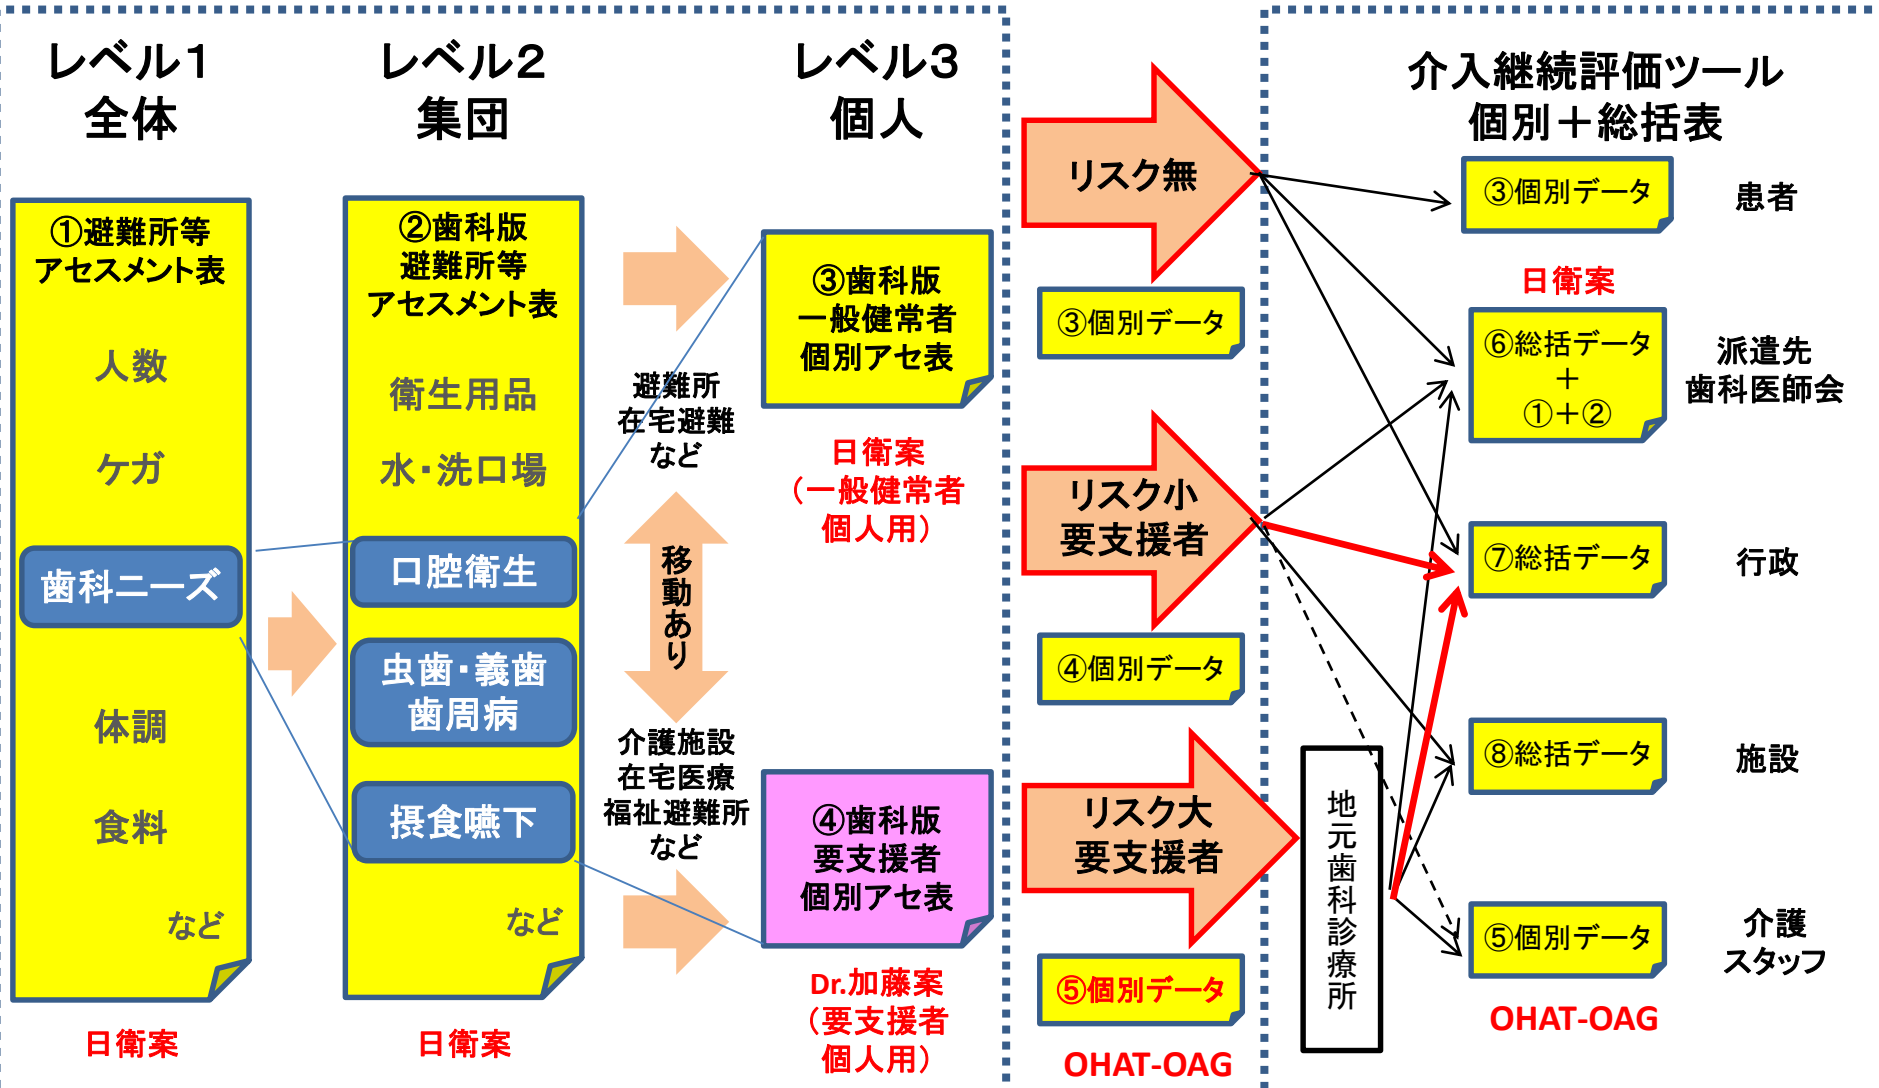 レベル1
全体
①避難所等
アセスメント表
人数
ケガ
歯科ニーズ
体調
食料
など
日衛案
レベル2
集団
②歯科版
避難所等
アセスメント表
衛生用品
水・洗口場
口腔衛生
虫歯・義歯
歯周病
摂食嚥下
など
日衛案
避難所
在宅避難
など
移動あり
介護施設
在宅医療
福祉避難所
など
レベル3
個人
③歯科版
一般健常者
個別アセ表
日衛案
（一般健常者
個人用）
④歯科版
要支援者
個別アセ表
Dr.加藤案
（要支援者
個人用）
リスク無
③個別データ
リスク小
要支援者
④個別データ
リスク大
要支援者
⑤個別データ
OHAT-OAG
地元歯科診療所
介入継続評価ツール
個別＋総括表
③個別データ
患者
日衛案
⑥総括データ
＋
①＋②
派遣先
歯科医師会
⑦総括データ
行政
⑧総括データ
施設
⑤個別データ
介護
スタッフ
OHAT-OAG